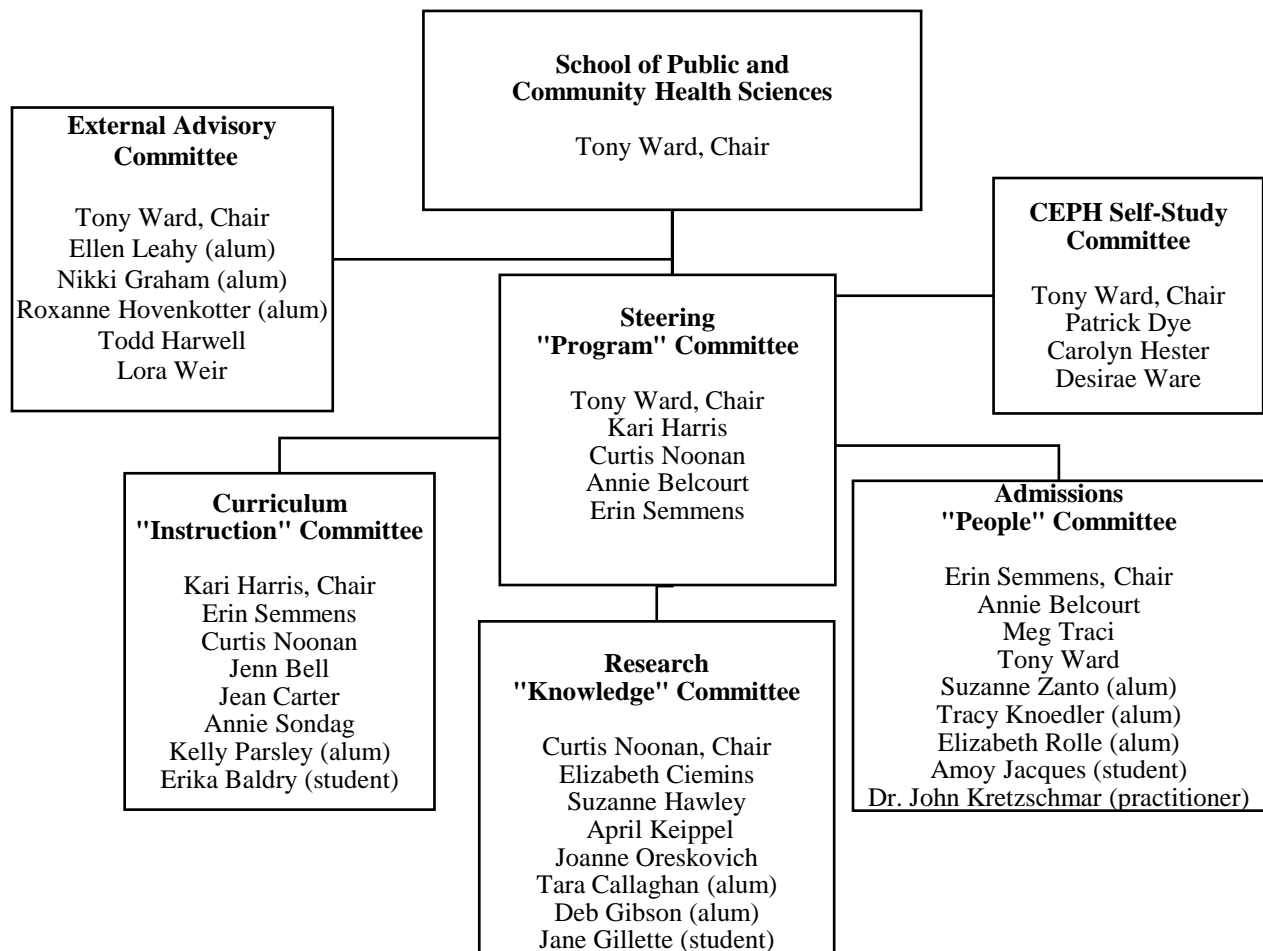 School of Public and
Community Health Sciences
Tony Ward, Chair
External Advisory
Committee
Tony Ward, Chair
Ellen Leahy (alum)
Nikki Graham (alum)
Roxanne Hovenkotter (alum)
Todd Harwell
Lora Weir
CEPH Self-Study
Committee
Tony Ward, Chair
Patrick Dye
Carolyn Hester
Desirae Ware
Steering
"Program" Committee
Tony Ward, Chair
Kari Harris
Curtis Noonan
Annie Belcourt
Erin Semmens
Curriculum
"Instruction" Committee
Kari Harris, Chair
Erin Semmens
Curtis Noonan
Jenn Bell
Jean Carter
Annie Sondag
Kelly Parsley (alum)
Erika Baldry (student)
Research
"Knowledge" Committee
Curtis Noonan, Chair
Elizabeth Ciemins
Suzanne Hawley
April Keippel
Joanne Oreskovich
Tara Callaghan (alum)
Deb Gibson (alum)
Jane Gillette (student)
Admissions
"People" Committee
Erin Semmens, Chair
Annie Belcourt
Meg Traci
Tony Ward
Suzanne Zanto (alum)
Tracy Knoedler (alum)
Elizabeth Rolle (alum)
Amoy Jacques (student)
Dr. John Kretzschmar (practitioner)